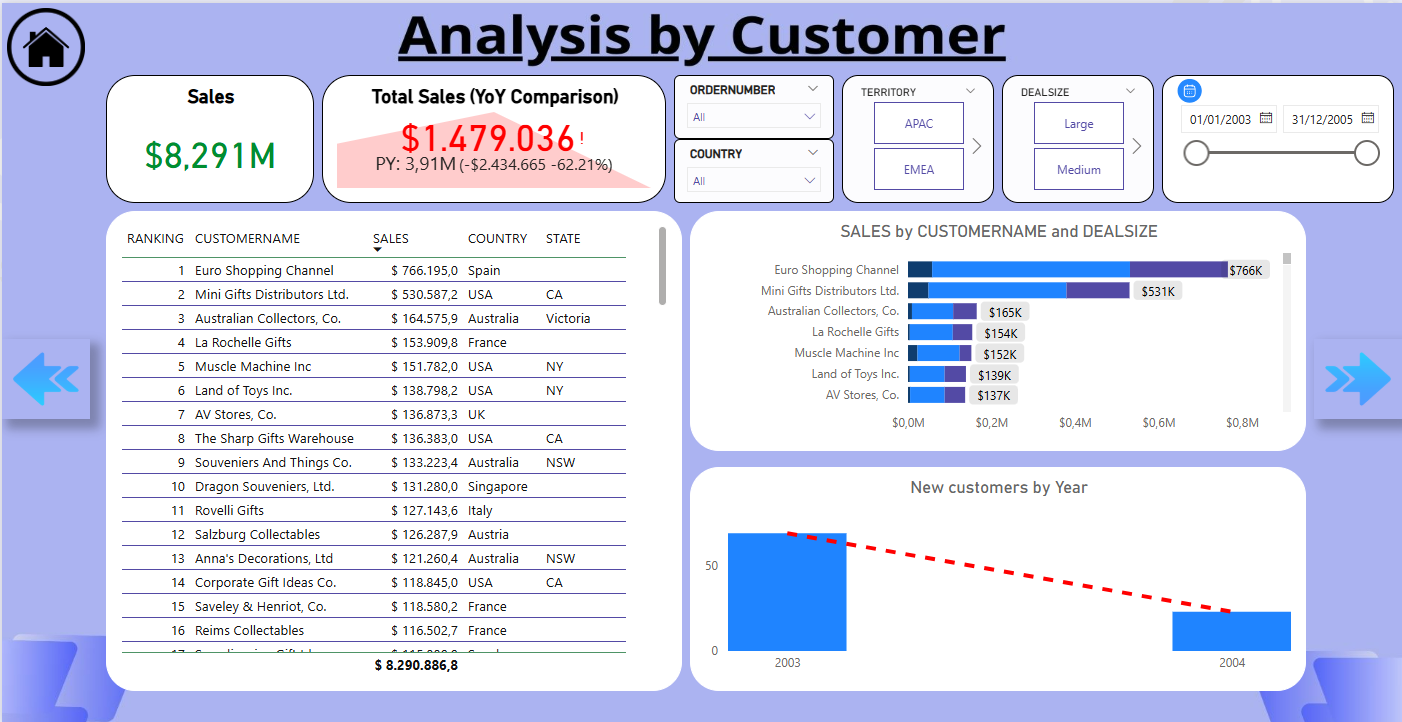 Analysis by Customer
Sales
$8,291M
Total Sales (YoY Comparison)
$1.479.036!
PY: 3,91M (-$2.434.665 -62.21%)
ORDERNUMBER
All
COUNTRY
All
TERRITORY
APAC
EMEA
DEALSIZE
Large
Medium
01/01/2003 31/12/2005
RANKING CUSTOMERNAME SALES COUNTRY STATE
1 Euro Shopping Channel $ 766.195,0 Spain
2 Mini Gifts Distributors Ltd. $ 530.587,2 USA CA
3 Australian Collectors, Co. $ 164.575,9 Australia Victoria
4 La Rochelle Gifts $ 153.909,8 France
5 Muscle Machine Inc $ 151.782,0 USA NY
6 Land of Toys Inc. $ 138.798,2 USA NY
7 AV Stores, Co. $ 136.873,3 UK
8 The Sharp Gifts Warehouse $ 136.383,0 USA CA
9 Souveniers And Things Co. $ 133.223,4 Australia NSW
10 Dragon Souveniers, Ltd. $ 131.280,0 Singapore
11 Rovelli Gifts $ 127.143,6 Italy
12 Salzburg Collectables $ 126.287,9 Austria
13 Anna's Decorations, Ltd $ 121.260,4 Australia NSW
14 Corporate Gift Ideas Co. $ 118.845,0 USA CA
15 Saveley & Henriot, Co. $ 118.580,2 France
16 Reims Collectables $ 116.502,7 France
$ 8.290.886,8
SALES by CUSTOMERNAME and DEALSIZE
Euro Shopping Channel $766K
Mini Gifts Distributors Ltd. $531K
Australian Collectors, Co. $165K
La Rochelle Gifts $154K
Muscle Machine Inc $152K
Land of Toys Inc. $139K
AV Stores, Co. $137K
$0,0M $0,2M $0,4M $0,6M $0,8M
New customers by Year
50
0
2003 2004